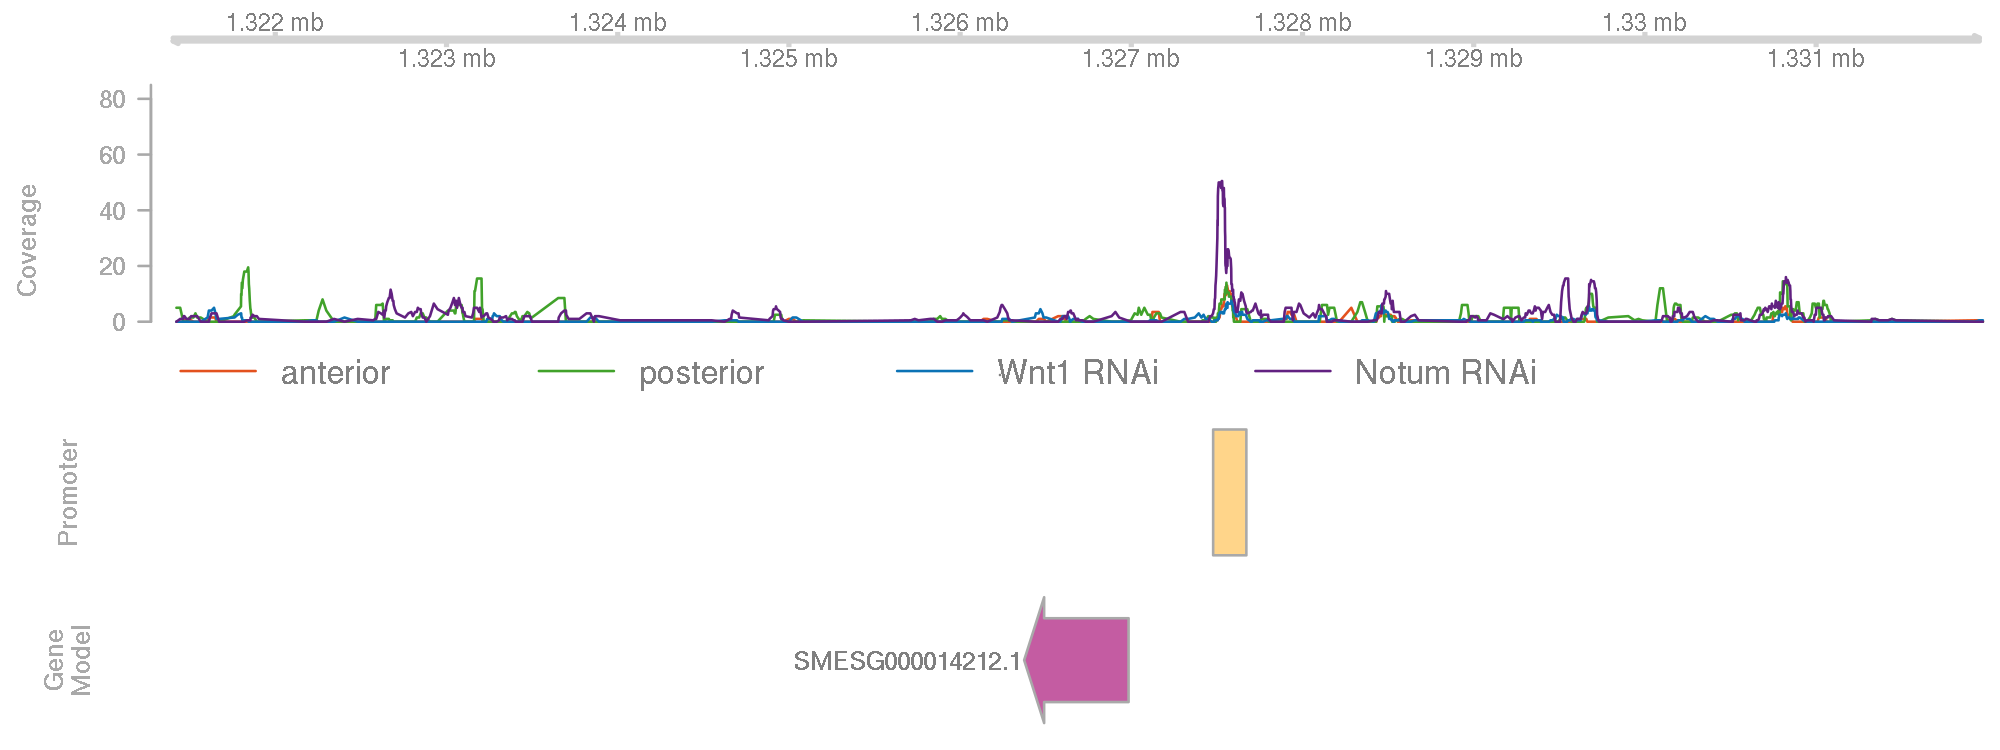 1.322 mb 1.324 mb 1.326 mb 1.328 mb 1.33 mb
1.323 mb 1.325 mb 1.327 mb 1.329 mb 1.331 mb
80
60
40
20
0
Coverage
anterior posterior Wnt1 RNAi Notum RNAi
Promoter
Gene
Model
SMESG000014212.1